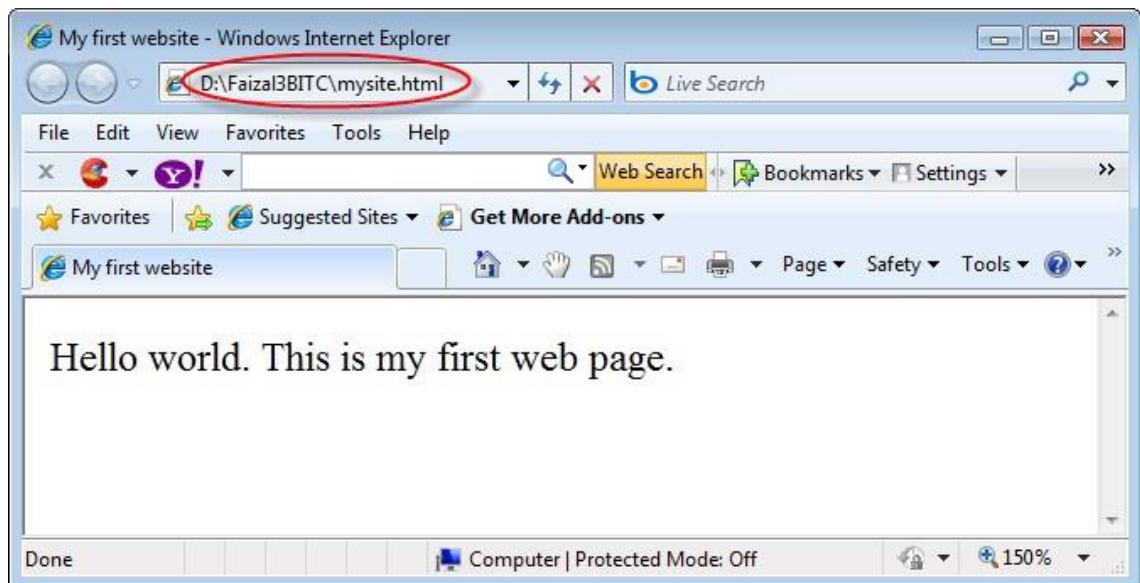 My first website - Windows Internet Explorer
D:\Faizal3BITC\mysite.html Live Search
File Edit View Favorites Tools Help
x Y! Web Search Bookmarks Settings »
Favorites Suggested Sites Get More Add-ons
My first website Page Safety Tools »
Hello world. This is my first web page.
Done Computer | Protected Mode: Off 150%